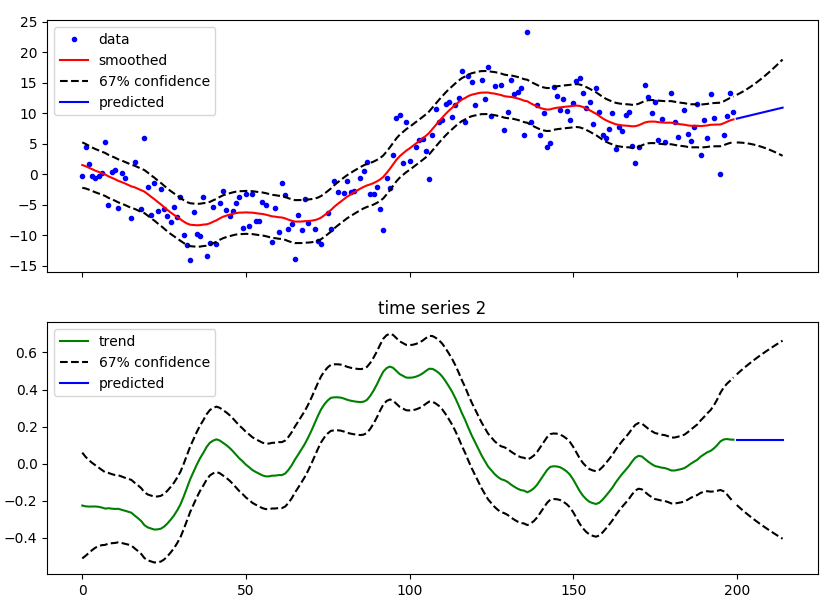 25
20
15
10
5
0
−5
−10
−15
data
smoothed
67% confidence
predicted
time series 2
0.6
0.4
0.2
0.0
−0.2
−0.4
trend
67% confidence
predicted
0
50
100
150
200